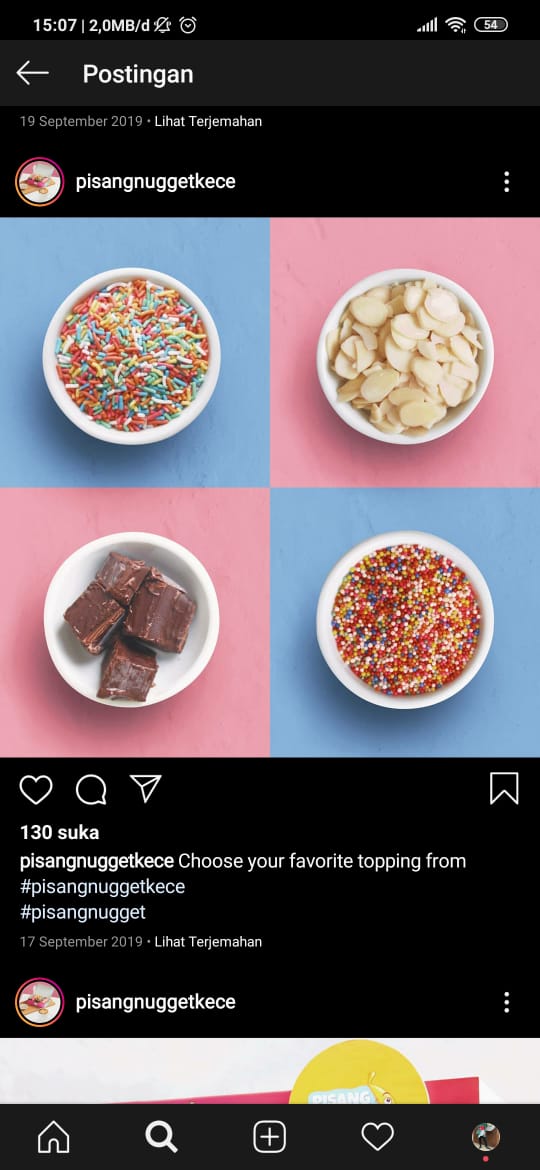 15:07 | 2,0MB/d
54
Postingan
19 September 2019 • Lihat Terjemahan
pisangnuggetkece
130 suka
pisangnuggetkece Choose your favorite topping from
#pisangnuggetkece
#pisangnugget
17 September 2019 • Lihat Terjemahan
pisangnuggetkece
PISANG